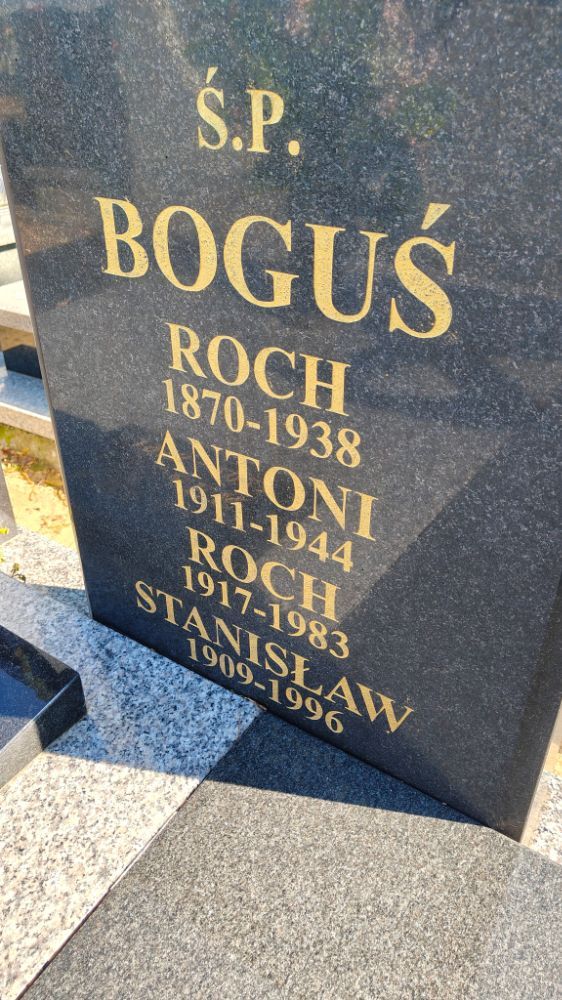 Ś.P.
BOGUŚ
ROCH
1870-1938
ANTONI
1911-1944
ROCH
1917-1983
STANISŁAW
1909-1996